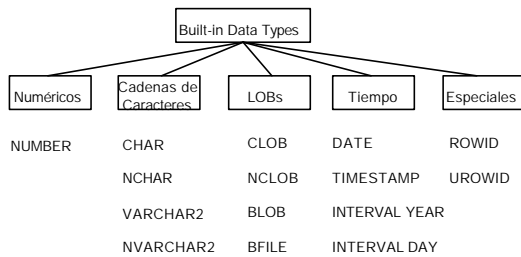 Built-in Data Types
Numéricos
Cadenas de
Caracteres
LOBs
Tiempo
Especiales
NUMBER
CHAR
CLOB
DATE
ROWID
NCHAR
NCLOB
TIMESTAMP
UROWID
VARCHAR2
BLOB
INTERVAL YEAR
NVARCHAR2
BFILE
INTERVAL DAY